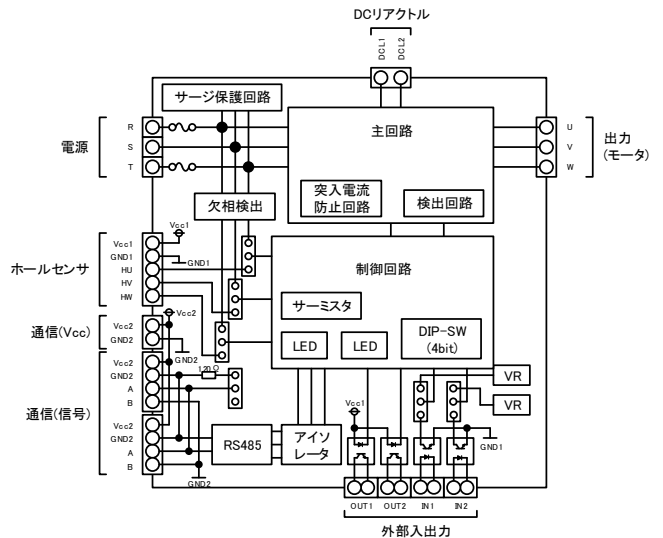 DCリアクトル
DCL1
DCL2
サージ保護回路
電源
R
S
T
主回路
突入電流
防止回路
検出回路
U
V
W
出力
(モータ)
欠相検出
ホールセンサ
Vcc1
GND1
HU
HV
HW
Vcc1
GND1
制御回路
サーミスタ
LED
LED
DIP-SW
(4bit)
通信(Vcc)
Vcc2
GND2
Vcc2
GND2
通信(信号)
Vcc2
GND2
A
B
120Ω
Vcc2
GND2
A
B
GND2
RS485
アイソ
レータ
Vcc1
VR
VR
GND1
OUT1
OUT2
IN1
IN2
外部入出力